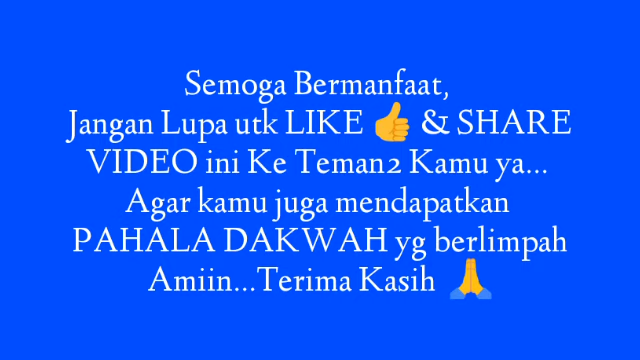 Semoga Bermanfaat,
Jangan Lupa utk LIKE 👍 & SHARE
VIDEO ini Ke Teman2 Kamu ya...
Agar kamu juga mendapatkan
PAHALA DAKWAH yg berlimpah
Amiin...Terima Kasih 🙏